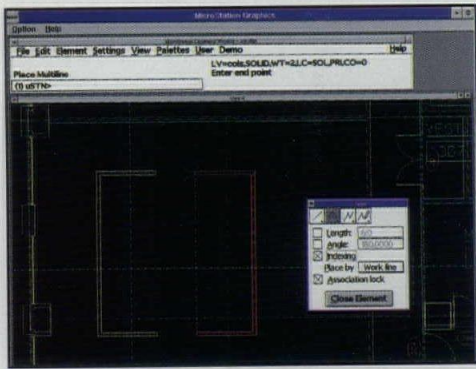 MicroStation Graphics
Option Help
File Edit Element Settings View Palettes User Demo Help
LV=cols,SOLID,WT=2,LC=SOL,PRI,CO=0
Place Multiline Enter end point
(1) uSTN>
Length:
Angle:
Indexing
Place by Work line
Association lock
Close Element